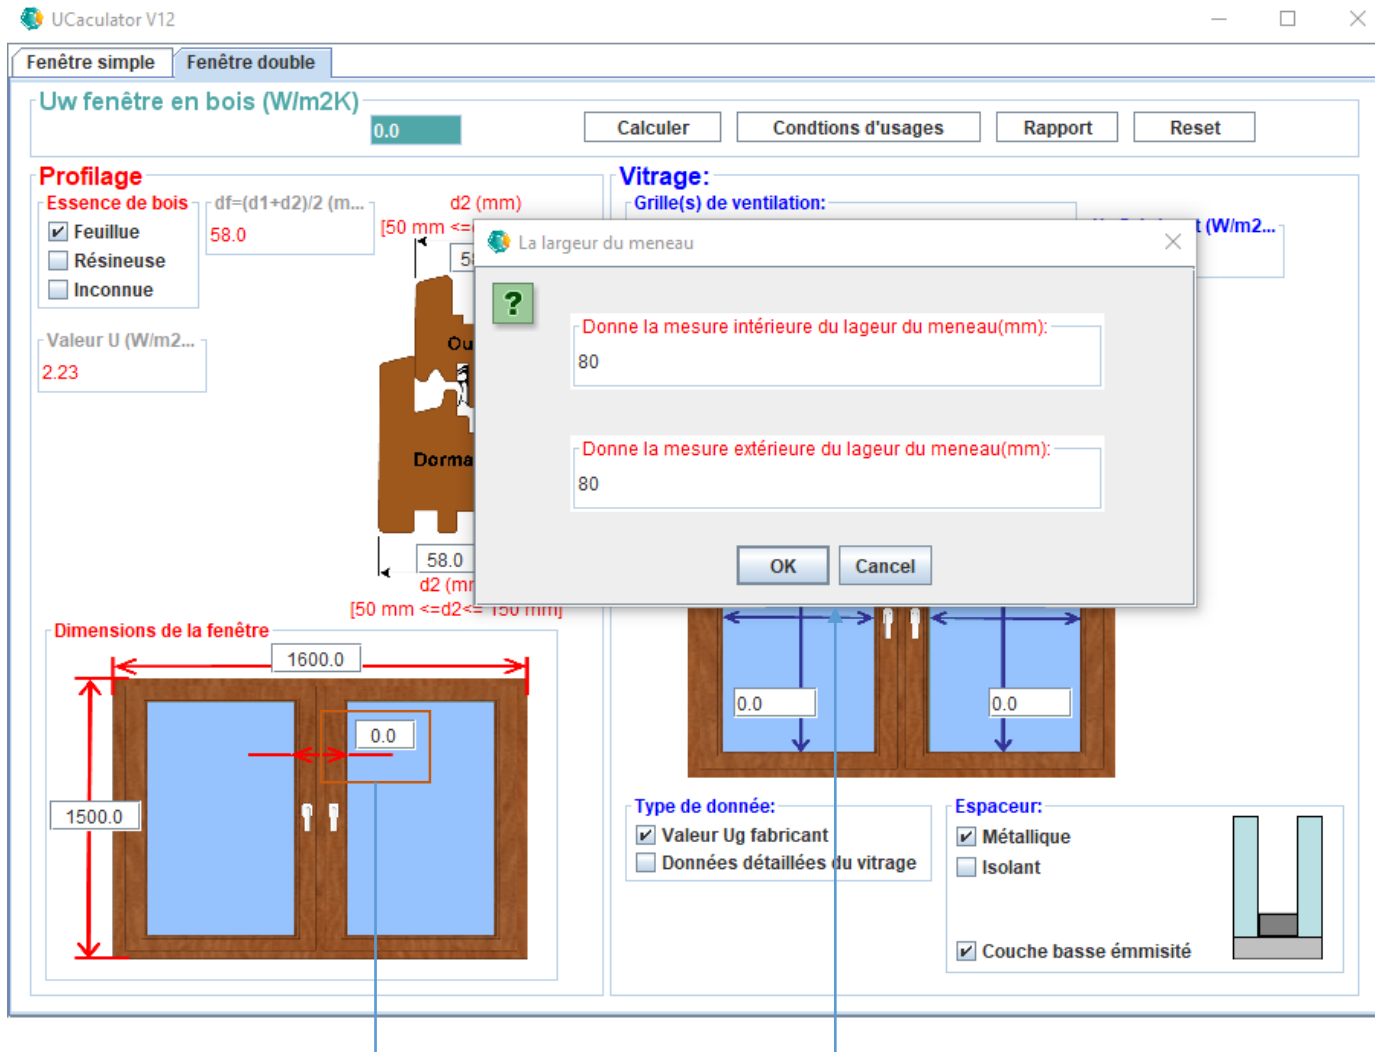 UCaculator V12
Fenêtre simple
Fenêtre double
Uw fenêtre en bois (W/m2K)
0.0
Calculer
Condtions d'usages
Rapport
Reset
Profilage
Essence de bois
Feuillue
Résineuse
Inconnue
df=(d1+d2)/2 (m...
58.0
Valeur U (W/m2...
2.23
d2 (mm)
[50 mm <=
58.0
d2 (mm
[50 mm <=d2<= 150 mm]
Dimensions de la fenêtre
1600.0
0.0
1500.0
Vitrage:
Grille(s) de ventilation:
t (W/m2...
La largeur du meneau
?
Donne la mesure intérieure du lageur du meneau(mm):
80
Donne la mesure extérieure du lageur du meneau(mm):
80
OK
Cancel
0.0
0.0
Type de donnée:
Valeur Ug fabricant
Données détaillées du vitrage
Espaceur:
Métallique
Isolant
Couche basse émmisité